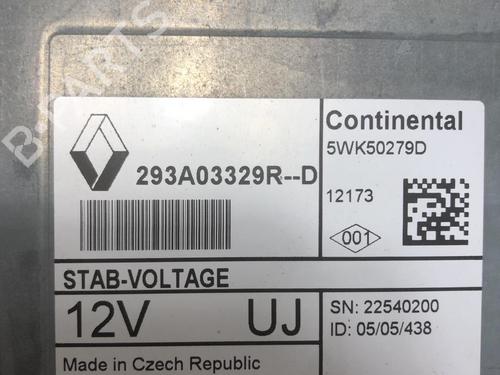 B-PARTS
Continental
5WK50279D
293A03329R--D
12173
001
STAB-VOLTAGE
12V UJ
SN: 22540200
ID: 05/05/438
Made in Czech Republic